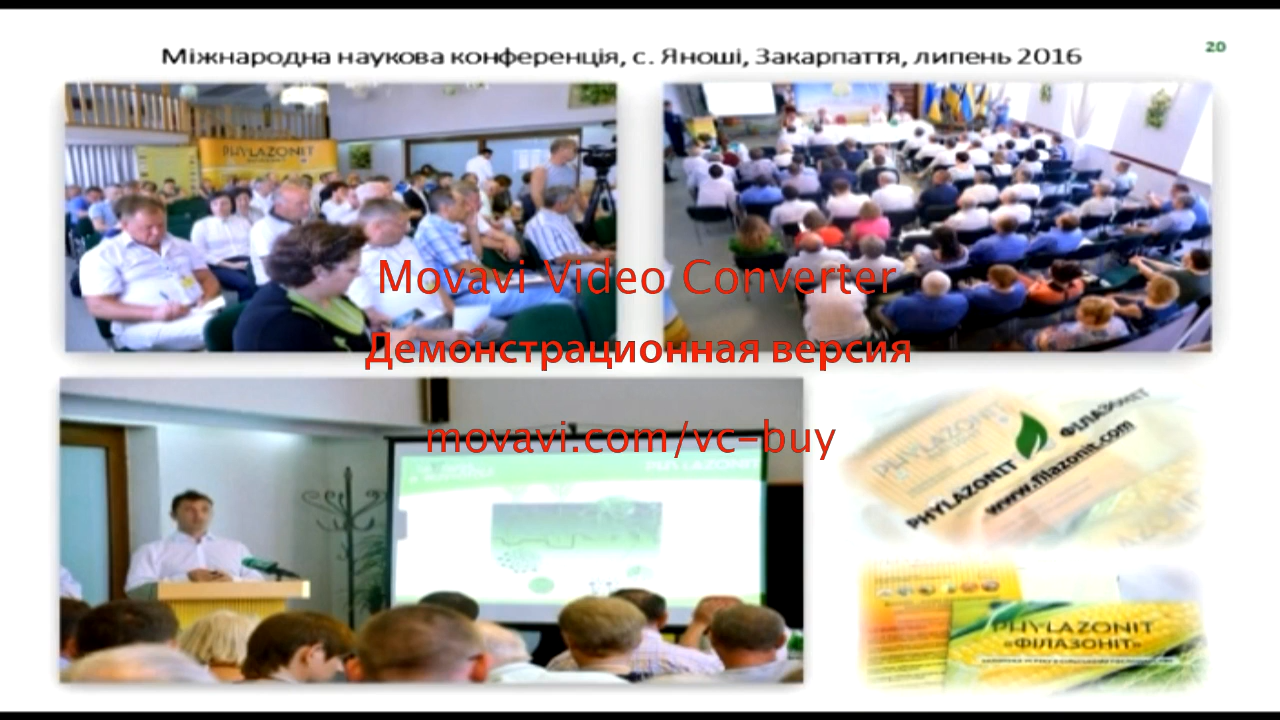 Міжнародна наукова конференція, с. Яноші, Закарпаття, липень 2016
20
PHYLAZONIT
Movavi Video Converter
Демонстрационная версия
movavi.com/vc-buy
PHYLAZONIT
PHYLAZONIT
ФІЛАЗОНІТ
www.filazonit.com
PHYLAZONIT
«ФІЛАЗОНІТ»